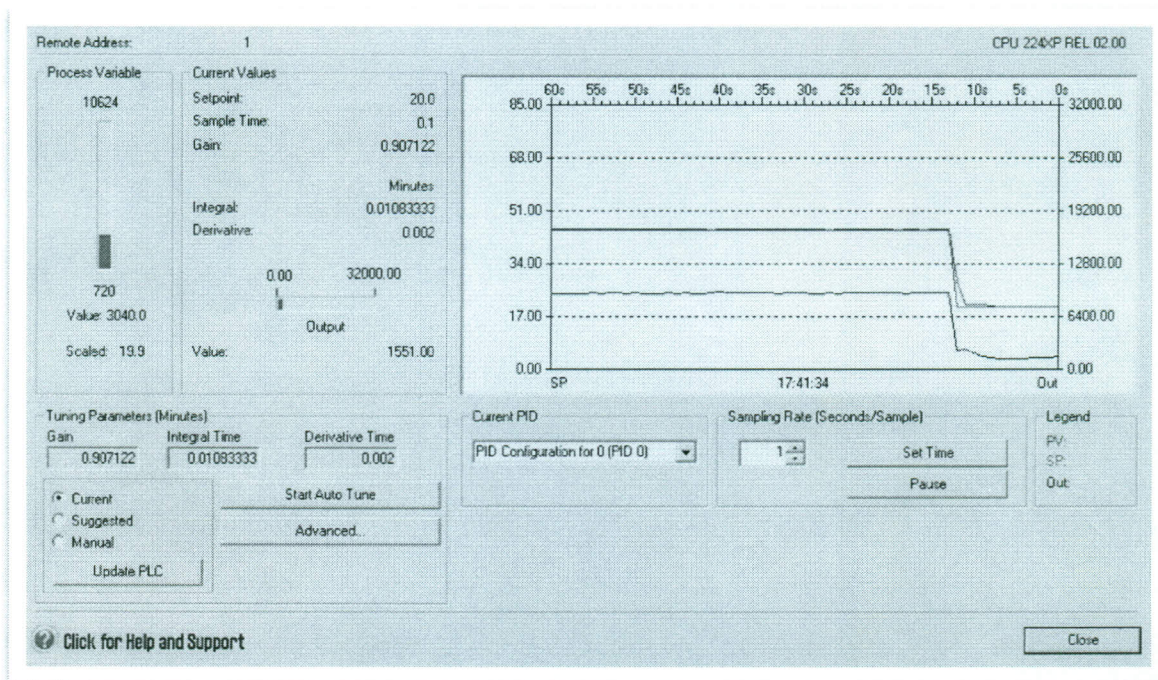 Remote Address: 1 CPU 224XP REL 02.00
Process Variable
10624
720
Value: 3040.0
Scaled: 19.9
Current Values
Setpoint: 20.0
Sample Time: 0.1
Gain: 0.907122
Minutes
Integral: 0.01083333
Derivative: 0.002
0.00 32000.00
Output
Value: 1551.00
60s 55s 50s 45s 40s 35s 30s 25s 20s 15s 10s 5s 0s
85.00 32000.00
68.00 25600.00
51.00 19200.00
34.00 12800.00
17.00 6400.00
0.00 0.00
SP 17:41:34 Out
Tuning Parameters (Minutes)
Gain Integral Time Derivative Time
0.907122 0.01083333 0.002
Current
Suggested
Manual
Update PLC
Start Auto Tune
Advanced...
Current PID
PID Configuration for 0 (PID 0)
Sampling Rate (Seconds/Sample)
1 Set Time
Pause
Legend
PV:
SP:
Out:
Click for Help and Support
Close